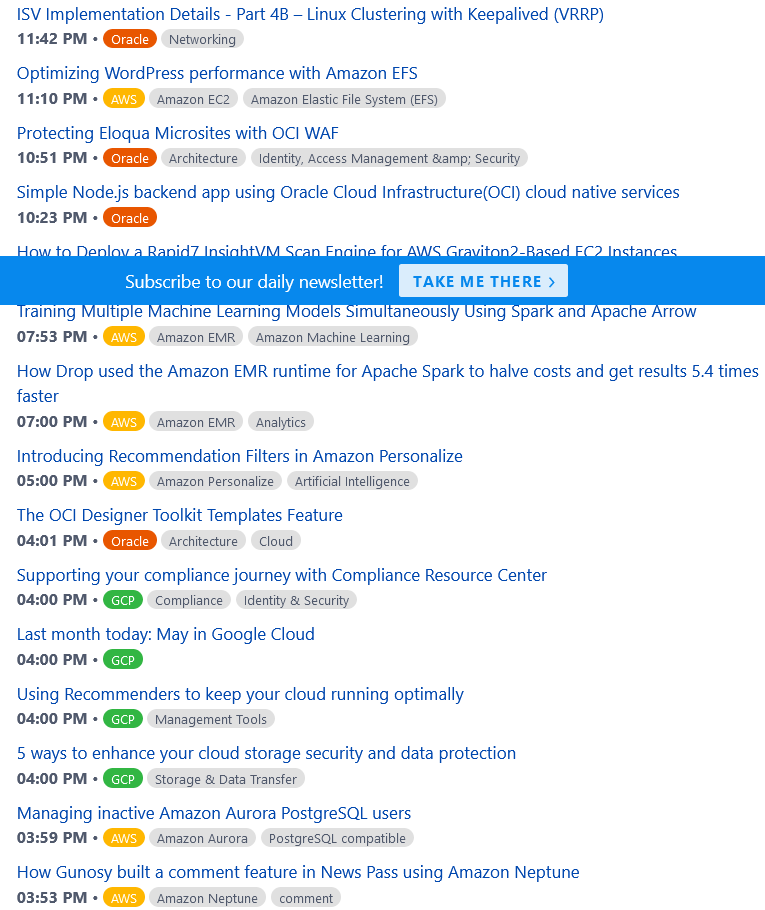 ISV Implementation Details - Part 4B – Linux Clustering with Keepalived (VRRP)
11:42 PM • Oracle Networking
Optimizing WordPress performance with Amazon EFS
11:10 PM • AWS Amazon EC2 Amazon Elastic File System (EFS)
Protecting Eloqua Microsites with OCI WAF
10:51 PM • Oracle Architecture Identity, Access Management &amp; Security
Simple Node.js backend app using Oracle Cloud Infrastructure(OCI) cloud native services
10:23 PM • Oracle
How to Deploy a Rapid7 InsightVM Scan Engine for AWS Graviton2-Based EC2 Instances
Subscribe to our daily newsletter! TAKE ME THERE >
Training Multiple Machine Learning Models Simultaneously Using Spark and Apache Arrow
07:53 PM • AWS Amazon EMR Amazon Machine Learning
How Drop used the Amazon EMR runtime for Apache Spark to halve costs and get results 5.4 times
faster
07:00 PM • AWS Amazon EMR Analytics
Introducing Recommendation Filters in Amazon Personalize
05:00 PM • AWS Amazon Personalize Artificial Intelligence
The OCI Designer Toolkit Templates Feature
04:01 PM • Oracle Architecture Cloud
Supporting your compliance journey with Compliance Resource Center
04:00 PM • GCP Compliance Identity & Security
Last month today: May in Google Cloud
04:00 PM • GCP
Using Recommenders to keep your cloud running optimally
04:00 PM • GCP Management Tools
5 ways to enhance your cloud storage security and data protection
04:00 PM • GCP Storage & Data Transfer
Managing inactive Amazon Aurora PostgreSQL users
03:59 PM • AWS Amazon Aurora PostgreSQL compatible
How Gunosy built a comment feature in News Pass using Amazon Neptune
03:53 PM • AWS Amazon Neptune comment